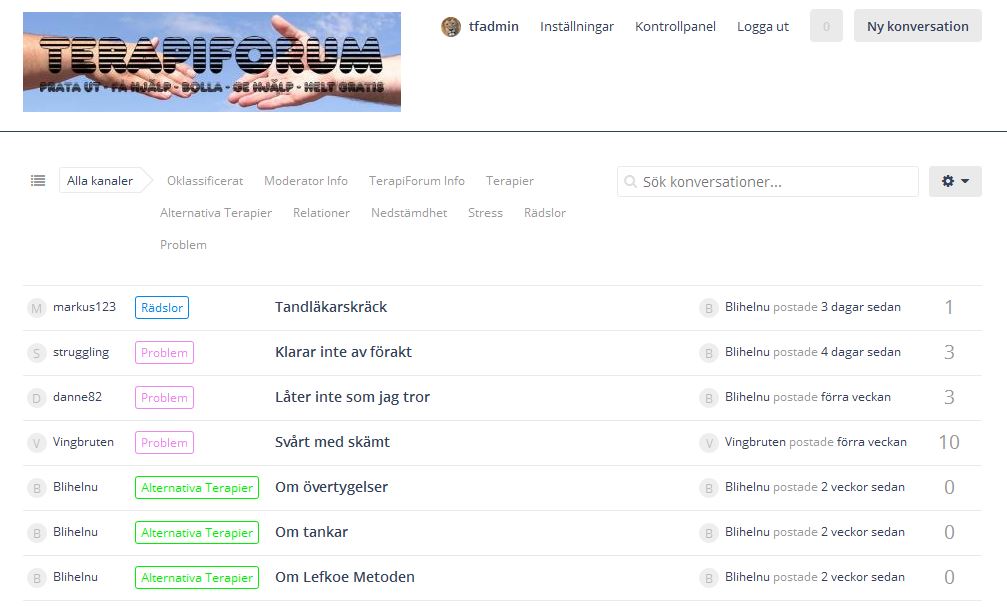 TERAPIFORUM
PRATA UT - FÅ HJÄLP - BOLLA - GE HJÄLP - HELT GRATIS
tfadmin Inställningar Kontrollpanel Logga ut 0 Ny konversation
Alla kanaler Oklassificerat Moderator Info TerapiForum Info Terapier Sök konversationer...
Alternativa Terapier Relationer Nedstämdhet Stress Rädslor
Problem
M markus123 Rädslor Tandläkarskräck B Blihelnu postade 3 dagar sedan 1
S struggling Problem Klarar inte av förakt B Blihelnu postade 4 dagar sedan 3
D danne82 Problem Låter inte som jag tror B Blihelnu postade förra veckan 3
V Vingbruten Problem Svårt med skämt V Vingbruten postade förra veckan 10
B Blihelnu Alternativa Terapier Om övertygelser B Blihelnu postade 2 veckor sedan 0
B Blihelnu Alternativa Terapier Om tankar B Blihelnu postade 2 veckor sedan 0
B Blihelnu Alternativa Terapier Om Lefkoe Metoden B Blihelnu postade 2 veckor sedan 0